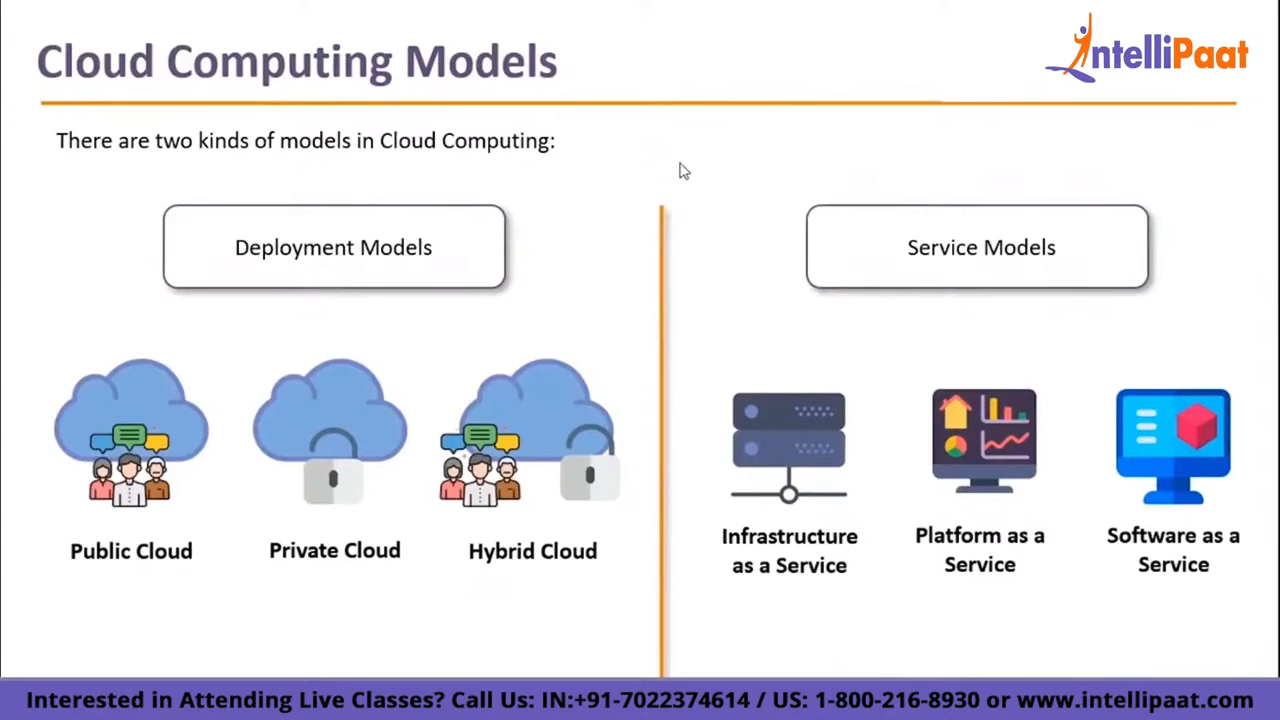 Cloud Computing Models
IntelliPaat
There are two kinds of models in Cloud Computing:
Deployment Models
Service Models
Public Cloud
Private Cloud
Hybrid Cloud
Infrastructure
as a Service
Platform as a
Service
Software as a
Service
Interested in Attending Live Classes? Call Us: IN:+91-7022374614 / US: 1-800-216-8930 or www.intellipaat.com